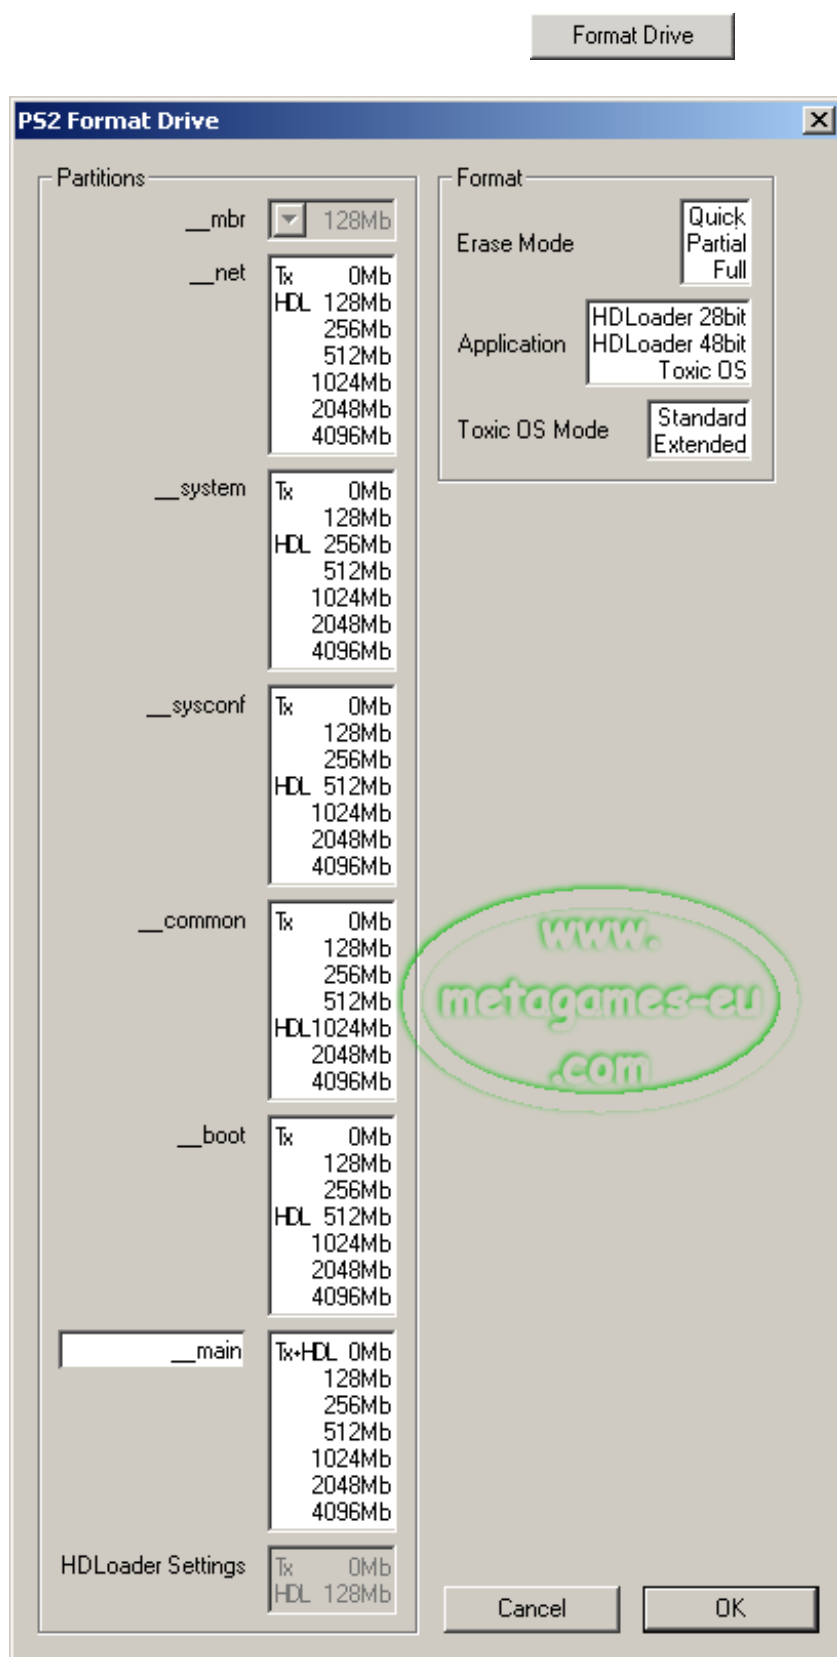 Format Drive
PS2 Format Drive
Partitions
__mbr 128Mb
__net Tx 0Mb
HDL 128Mb
256Mb
512Mb
1024Mb
2048Mb
4096Mb
__system Tx 0Mb
128Mb
HDL 256Mb
512Mb
1024Mb
2048Mb
4096Mb
__sysconf Tx 0Mb
128Mb
256Mb
HDL 512Mb
1024Mb
2048Mb
4096Mb
__common Tx 0Mb
128Mb
256Mb
512Mb
HDL1024Mb
2048Mb
4096Mb
__boot Tx 0Mb
128Mb
256Mb
HDL 512Mb
1024Mb
2048Mb
4096Mb
__main Tx+HDL 0Mb
128Mb
256Mb
512Mb
1024Mb
2048Mb
4096Mb
HDLoader Settings Tx 0Mb
HDL 128Mb
Format
Erase Mode Quick
Partial
Full
Application HDLoader 28bit
HDLoader 48bit
Toxic OS
Toxic OS Mode Standard
Extended
www.
metagames-eu
.com
Cancel OK